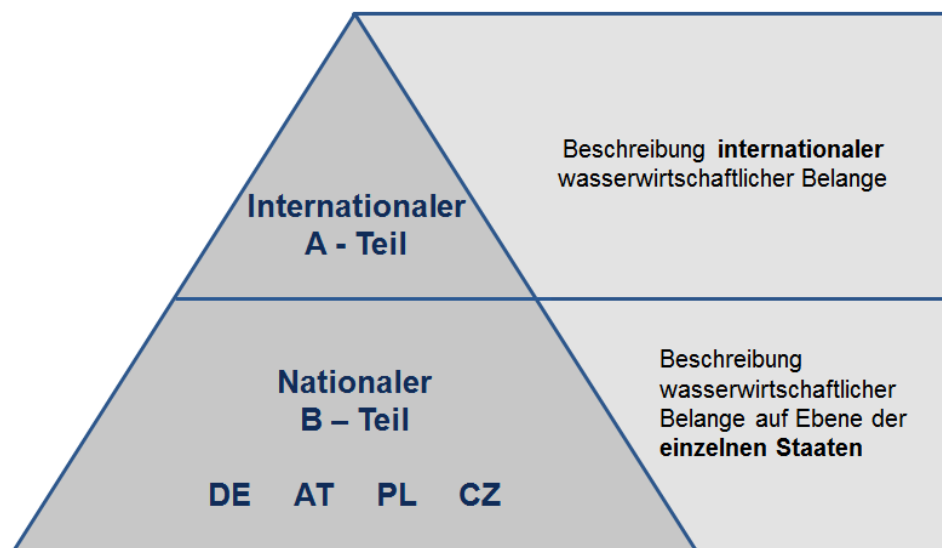 Beschreibung internationaler
wasserwirtschaftlicher Belange
Internationaler
A - Teil
Nationaler
B – Teil
DE AT PL CZ
Beschreibung
wasserwirtschaftlicher
Belange auf Ebene der
einzelnen Staaten